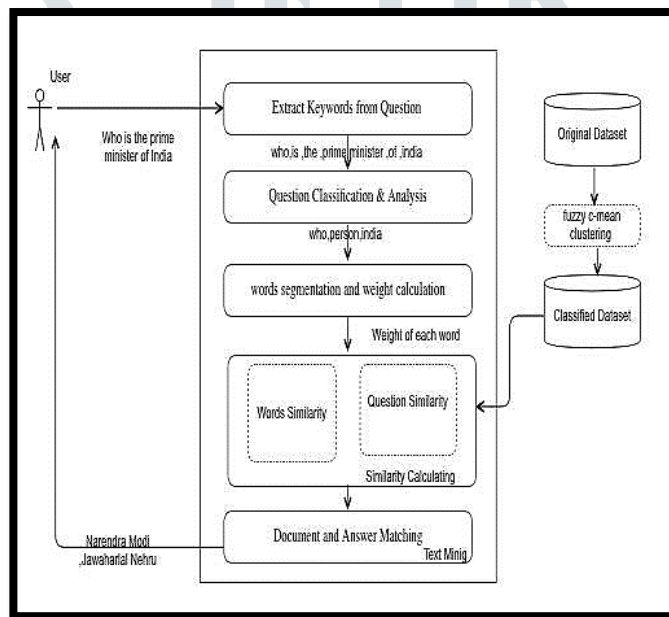 User
Who is the prime
minister of India
Extract Keywords from Question
who,is ,the ,prime,minister ,of ,india
Question Classification & Analysis
who,person,india
words segmentation and weight calculation
Weight of each word
Words Similarity
Question Similarity
Similarity Calculating
Document and Answer Matching
Text Minig
Narendra Modi
,Jawaharlal Nehru
Original Dataset
fuzzy c-mean
clustering
Classified Dataset